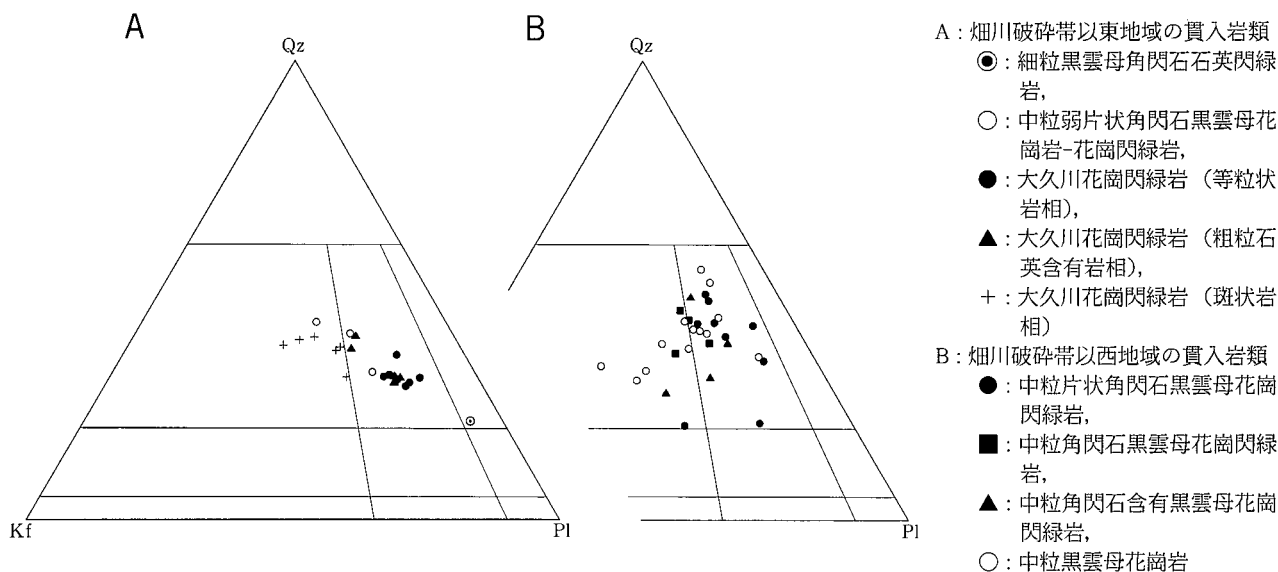 A
B
Qz
Qz
Kf
Pl
Pl
A：畑川破砕帯以東地域の貫入岩類
◉：細粒黒雲母角閃石石英閃緑
岩,
○：中粒弱片状角閃石黒雲母花
崗岩-花崗閃緑岩,
●：大久川花崗閃緑岩（等粒状
岩相）,
▲：大久川花崗閃緑岩（粗粒石
英含有岩相）,
+：大久川花崗閃緑岩（斑状岩
相）
B：畑川破砕帯以西地域の貫入岩類
●：中粒片状角閃石黒雲母花崗
閃緑岩,
■：中粒角閃石黒雲母花崗閃緑
岩,
▲：中粒角閃石含有黒雲母花崗
閃緑岩,
○：中粒黒雲母花崗岩